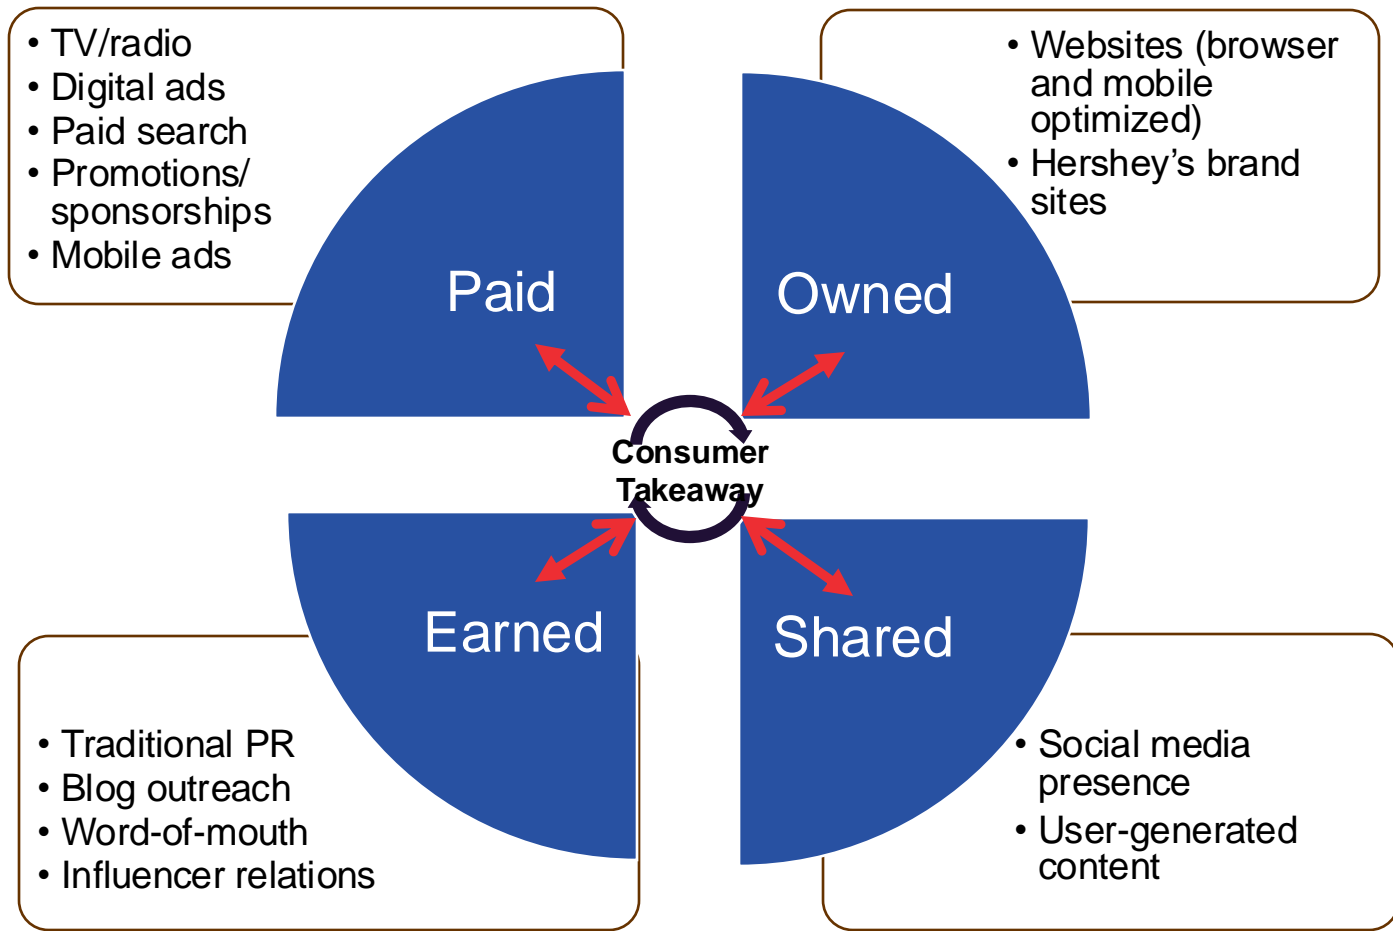 • TV/radio
• Digital ads
• Paid search
• Promotions/
sponsorships
• Mobile ads
Paid
• Websites (browser
and mobile
optimized)
• Hershey’s brand
sites
Owned
Consumer
Takeaway
Earned
• Traditional PR
• Blog outreach
• Word-of-mouth
• Influencer relations
Shared
• Social media
presence
• User-generated
content